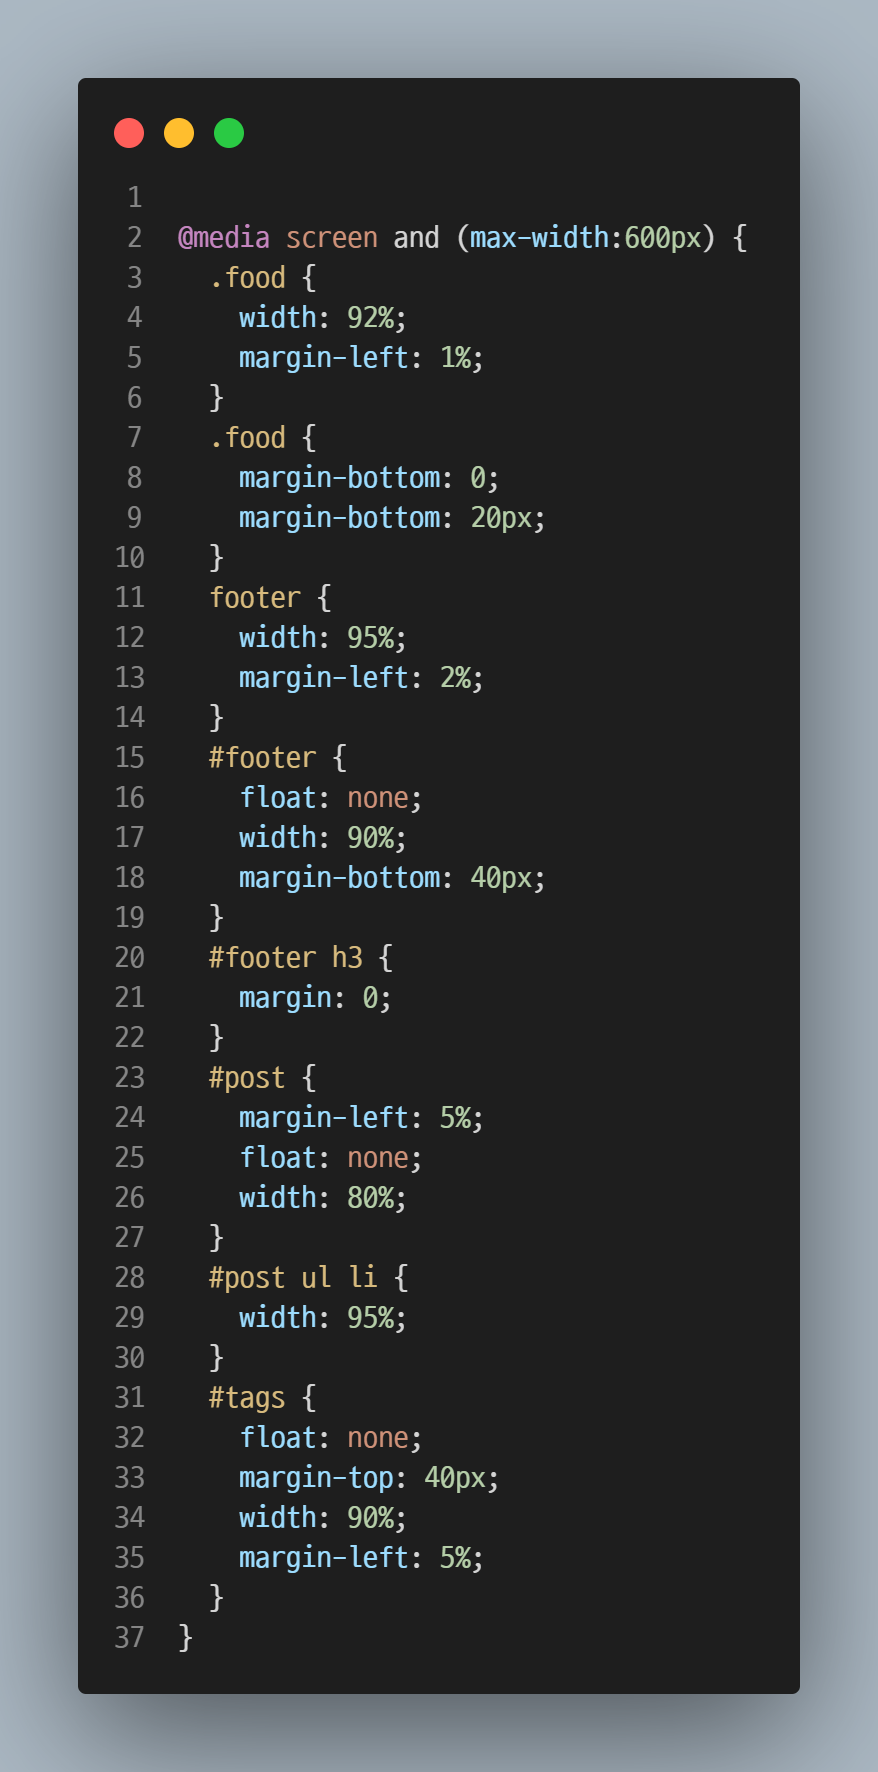 1
2 @media screen and (max-width:600px) {
3   .food {
4     width: 92%;
5     margin-left: 1%;
6   }
7   .food {
8     margin-bottom: 0;
9     margin-bottom: 20px;
10   }
11   footer {
12     width: 95%;
13     margin-left: 2%;
14   }
15   #footer {
16     float: none;
17     width: 90%;
18     margin-bottom: 40px;
19   }
20   #footer h3 {
21     margin: 0;
22   }
23   #post {
24     margin-left: 5%;
25     float: none;
26     width: 80%;
27   }
28   #post ul li {
29     width: 95%;
30   }
31   #tags {
32     float: none;
33     margin-top: 40px;
34     width: 90%;
35     margin-left: 5%;
36   }
37 }